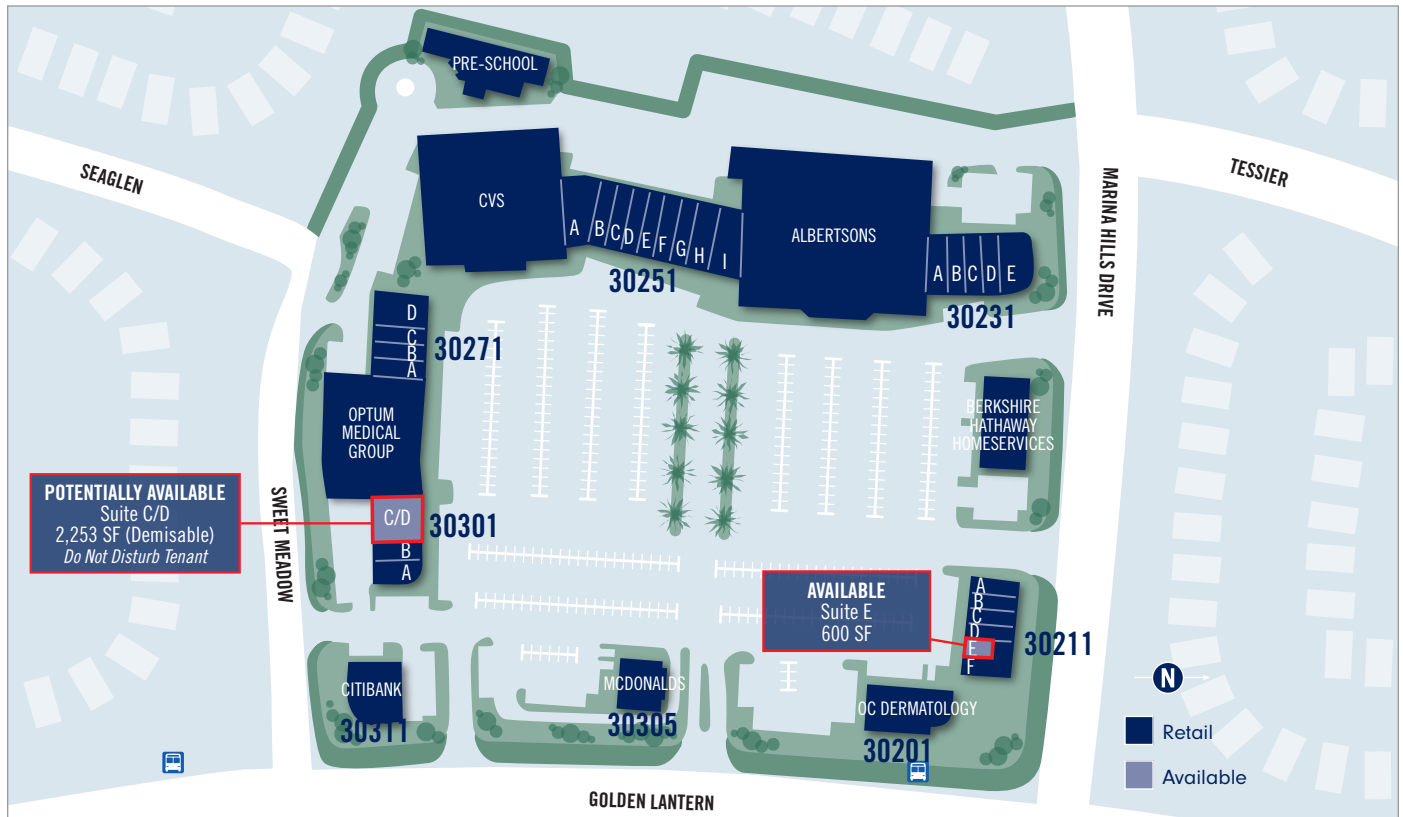 PRE-SCHOOL
SEAGLEN
TESSIER
MARINA HILLS DRIVE
CVS
A B C D E F G H I
30251
ALBERTSONS
A B C D E
30231
D
C
B
A
30271
OPTUM
MEDICAL
GROUP
BERKSHIRE
HATHAWAY
HOMESERVICES
POTENTIALLY AVAILABLE
Suite C/D
2,253 SF (Demisable)
Do Not Disturb Tenant
SWEET MEADOW
C/D
30301
B
A
AVAILABLE
Suite E
600 SF
A
B
C
D
E
F
30211
CITIBANK
30311
MCDONALDS
30305
OC DERMATOLOGY
30201
N
Retail
Available
GOLDEN LANTERN